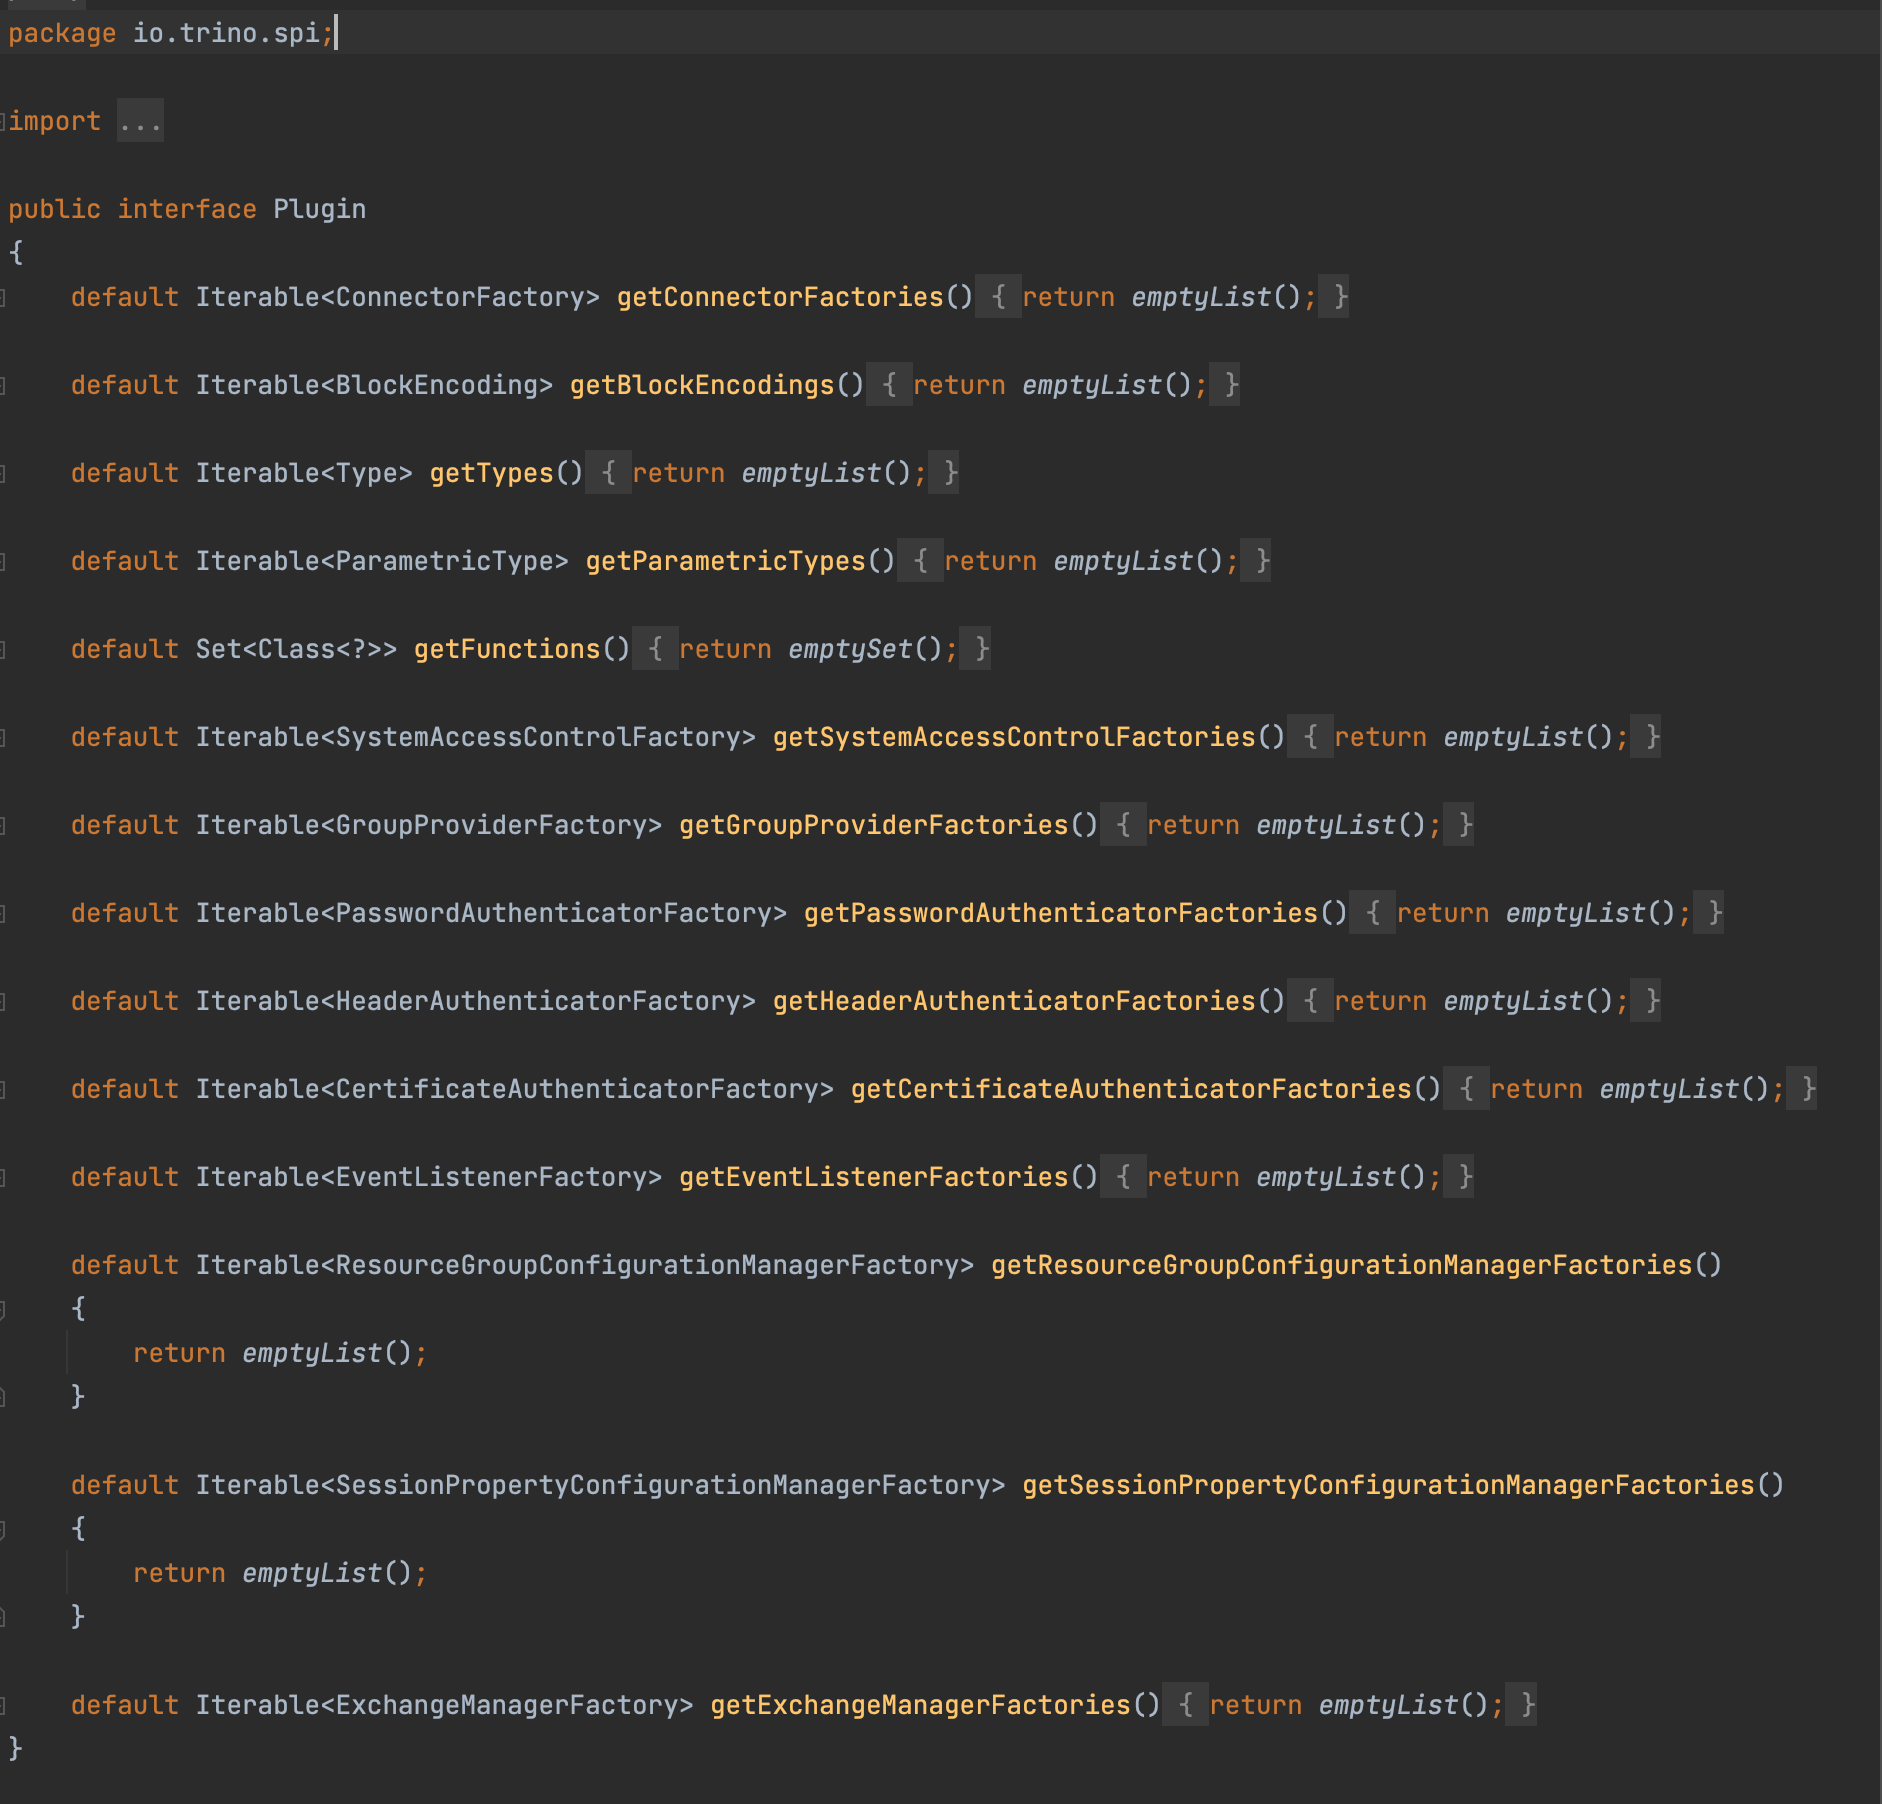 package io.trino.spi;
import ...
public interface Plugin
{
default Iterable<ConnectorFactory> getConnectorFactories() { return emptyList(); }
default Iterable<BlockEncoding> getBlockEncodings() { return emptyList(); }
default Iterable<Type> getTypes() { return emptyList(); }
default Iterable<ParametricType> getParametricTypes() { return emptyList(); }
default Set<Class<?>> getFunctions() { return emptySet(); }
default Iterable<SystemAccessControlFactory> getSystemAccessControlFactories() { return emptyList(); }
default Iterable<GroupProviderFactory> getGroupProviderFactories() { return emptyList(); }
default Iterable<PasswordAuthenticatorFactory> getPasswordAuthenticatorFactories() { return emptyList(); }
default Iterable<HeaderAuthenticatorFactory> getHeaderAuthenticatorFactories() { return emptyList(); }
default Iterable<CertificateAuthenticatorFactory> getCertificateAuthenticatorFactories() { return emptyList(); }
default Iterable<EventListenerFactory> getEventListenerFactories() { return emptyList(); }
default Iterable<ResourceGroupConfigurationManagerFactory> getResourceGroupConfigurationManagerFactories()
{
return emptyList();
}
default Iterable<SessionPropertyConfigurationManagerFactory> getSessionPropertyConfigurationManagerFactories()
{
return emptyList();
}
default Iterable<ExchangeManagerFactory> getExchangeManagerFactories() { return emptyList(); }
}